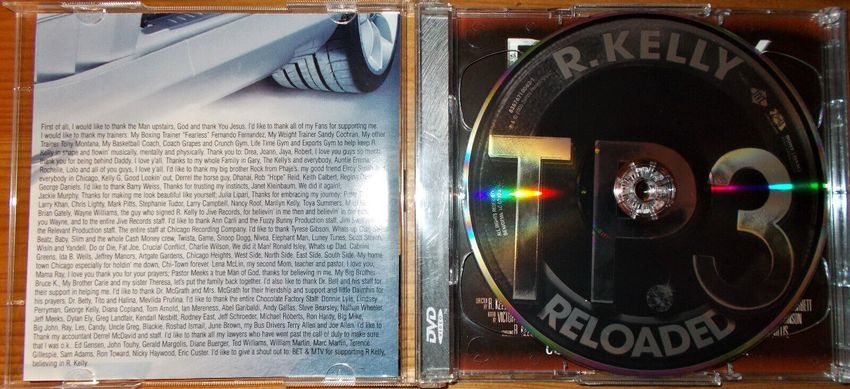 First of all, I would like to thank the Man upstairs, God and thank You Jesus. I'd like to thank all of my Fans for supporting me.
I would like to thank my trainers: My Boxing Trainer "Fearless" Fernando Fernandez, My Weight Trainer Sandy Cochran, My other
Trainer Tony Montana, My Basketball Coach, Coach Grapes and Crunch Gym, Life Time Gym and Exports Gym to help keep R.
Kelly in shape and flowin' musically, mentally and physically. Thank you to; Drea, Joann, Jaya, Robert, I love you guys so
thank you for being behind Daddy. I love y'all. Thanks to my whole Family in Gary, The Kelly's and everybody, Auntie Emma,
Rochelle, Lolo and all of you guys, I love y'all. I'd like to thank my big brother Rock from Phaje's, my good friend Elroy
everybody in Chicago, Kelly G, Good Lookin' out, Derrel the horse guy, Dhanai, Rob "Hope" Reid, Keith Calbert,
George Daniels. I'd like to thank Barry Weiss, Thanks for trusting my instincts, Janet Kleinbaum, We did it again!,
Jackie Murphy, Thanks for making me look beautiful like yourself, Julia Lipari, Thanks for embracing my journey,
Larry Khan, Chris Lighty, Mark Pitts, Stephanie Tudor, Larry Campbell, Nancy Roof, Marilyn Kelly, Toya Summers,
Brian Gately, Wayne Williams, the guy who signed R. Kelly to Jive Records, for believin' in me then and believin' in me
you Wayne, and to the entire Jive Records staff. I'd like to thank Ann Carli and the Fuzzy Bunny Production staff, Jim
the Relevant Production staff. The entire staff at Chicago Recording Company. I'd like to thank Tyrese Gibson, Whats up
Beatz, Baby, Slim and the whole Cash Money crew, Twista, Game, Snoop Dogg, Nivea, Elephant Man, Luney Tunes, Scott Storch,
Wisin and Yandell, Do or Die, Fat Joe, Crucial Conflict, Charlie Wilson, We did it Man! Ronald Isley, Whats up Dad. Cabrini
Greens, Ida B. Wells, Jeffrey Manors, Artgate Gardens, Chicago Heights, West Side, North Side, East Side, South Side. My home
town Chicago especially for holdin' me down, Chi-Town forever. Lena McLin, my second Mom, teacher and pastor, I love you,
Mama Ray, I love you thank you for your prayers, Pastor Meeks a true Man of God, thanks for believing in me. My Big Brother
Bruce K., My Brother Carie and my sister Theresa, let's put the family back together. I'd also like to thank Dr. Bell and his staff for
their support in helping me. I'd like to thank Dr. McGrath and Mrs. McGrath for their friendship and support and little Daymhin for
his prayers, Dr. Betty, Tito and Halina, Mevlida Prutina. I'd like to thank the entire Chocolate Factory Staff: Donnie Lyle, Lindsey
Perryman, George Kelly, Diana Copland, Tom Arnold, Ian Mereness, Abel Garibaldi, Andy Gallas, Steve Bearsley, Nathan Wheeler,
Jeff Meeks, Dylan Ely, Greg Landfair, Kendall Nesbitt, Rodney East, Jeff Schroeder, Michael Roberts, Ron Hardy, Big Mike,
Big John, Ray, Les, Candy, Uncle Greg, Blackie, Roshad Ismail, June Brown, my Bus Drivers Terry Allen and Joe Allen. I'd like to
Thank my accountant Derrel McDavid and staff. I'd like to thank all my lawyers who have went past the call of duty to make sure
that I was o.k. Ed Gensen, John Touhy, Gerald Margolis, Diane Buerger, Ted Williams, William Martin, Marc Martin, Terence
Gillespie, Sam Adams, Ron Toward, Nicky Haywood, Eric Custer. I'd like to give a shout out to: BET & MTV for supporting R. Kelly,
believing in R. Kelly.
DVD
R. KELLY
TP3
RELOADED